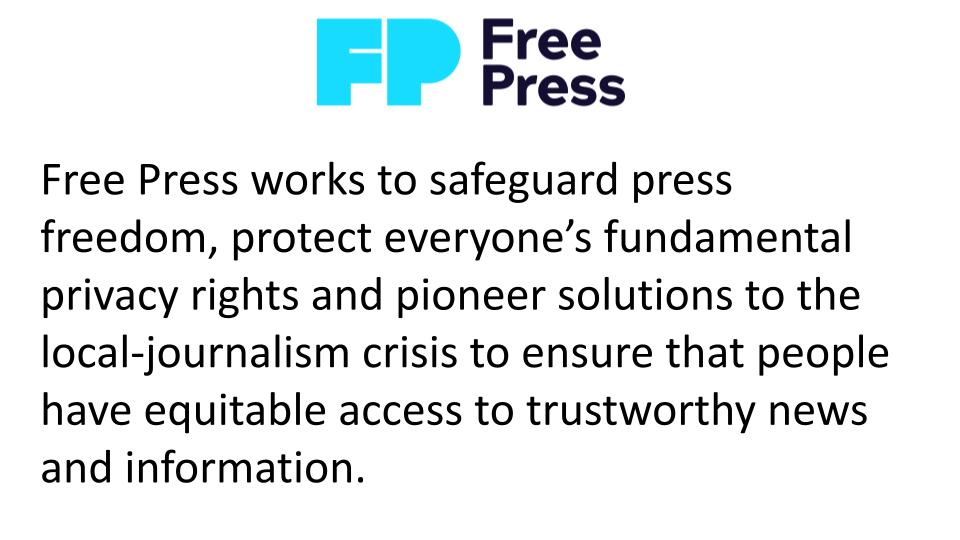 FP Free
Press
Free Press works to safeguard press
freedom, protect everyone’s fundamental
privacy rights and pioneer solutions to the
local-journalism crisis to ensure that people
have equitable access to trustworthy news
and information.